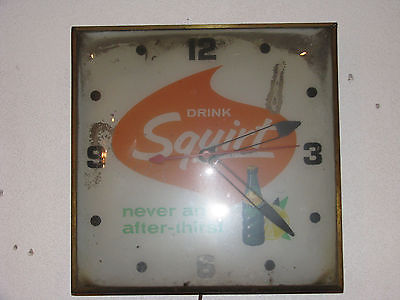 12
DRINK
Squirt
9
3
never an
after-thirst
6